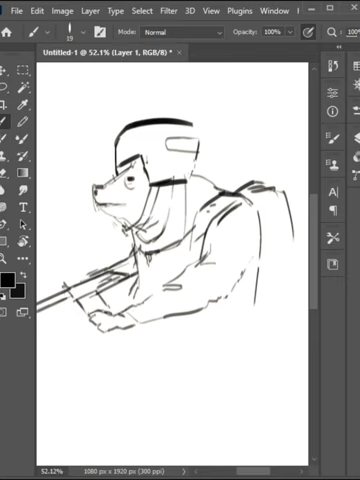 File Edit Image Layer Type Select Filter 3D View Plugins Window
19 Mode: Normal Opacity: 100%
Untitled-1 @ 52.1% (Layer 1, RGB/8) * ×
52.12% 1080 px x 1920 px (300 ppi)